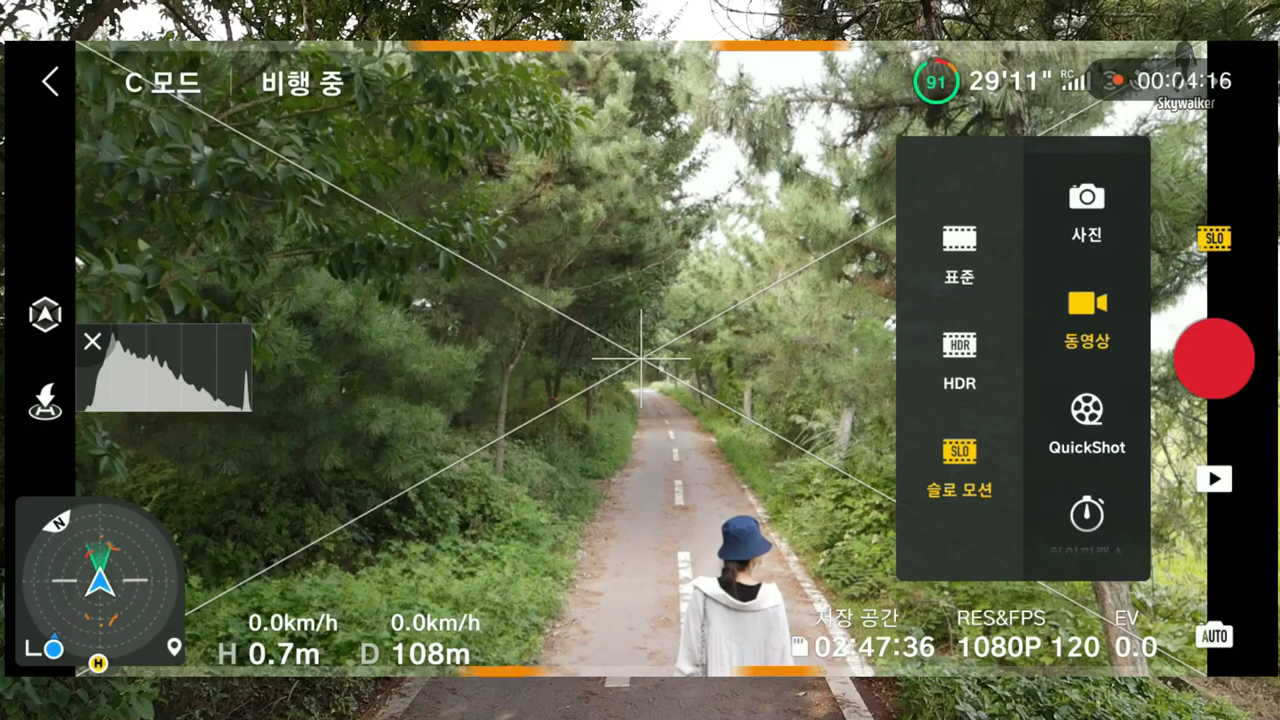 C 모드
비행 중
91
29'11"
RC
00:04:16
Skywalker
표준
HDR
HDR
SLO
슬로 모션
사진
동영상
QuickShot
SLO
N
0.0km/h
0.0km/h
H 0.7m
D 108m
H
저장 공간
02:47:36
RES&FPS
1080P 120
EV
0.0
AUTO